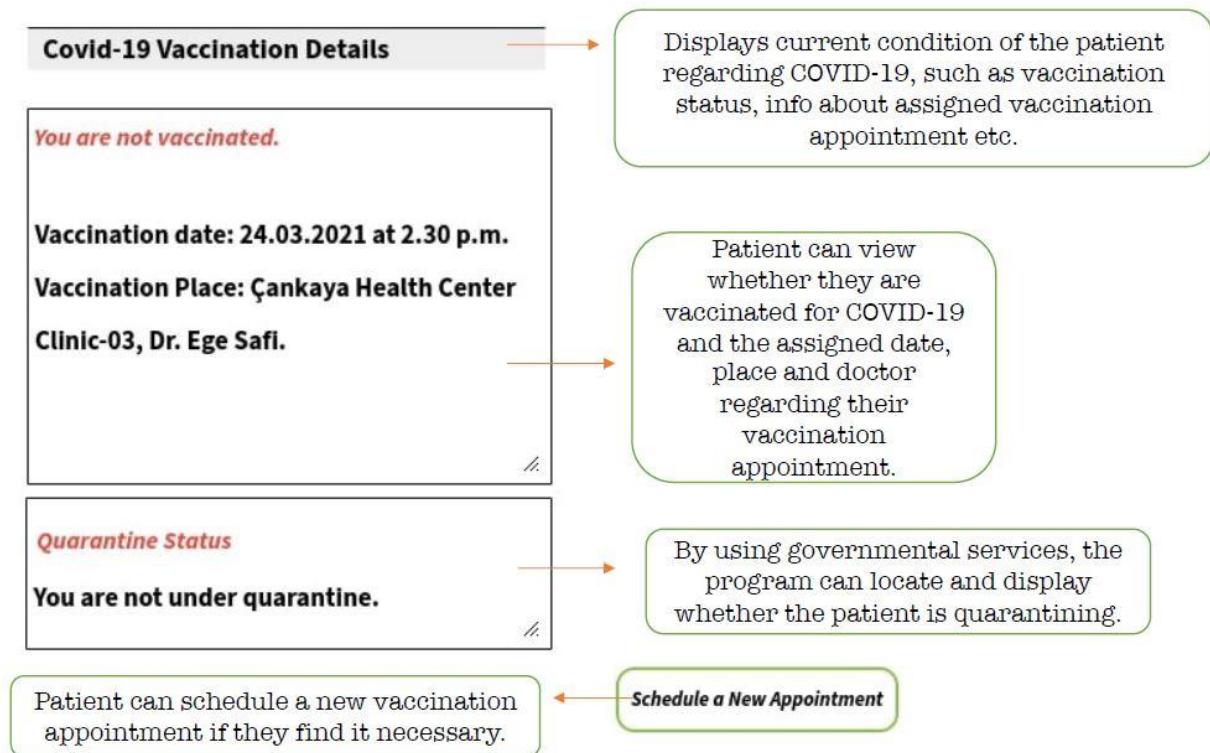 Covid-19 Vaccination Details
Displays current condition of the patient
regarding COVID-19, such as vaccination
status, info about assigned vaccination
appointment etc.
You are not vaccinated.
Vaccination date: 24.03.2021 at 2.30 p.m.
Vaccination Place: Çankaya Health Center
Clinic-03, Dr. Ege Safi.
Patient can view
whether they are
vaccinated for COVID-19
and the assigned date,
place and doctor
regarding their
vaccination
appointment.
Quarantine Status
You are not under quarantine.
By using governmental services, the
program can locate and display
whether the patient is quarantining.
Patient can schedule a new vaccination
appointment if they find it necessary.
Schedule a New Appointment